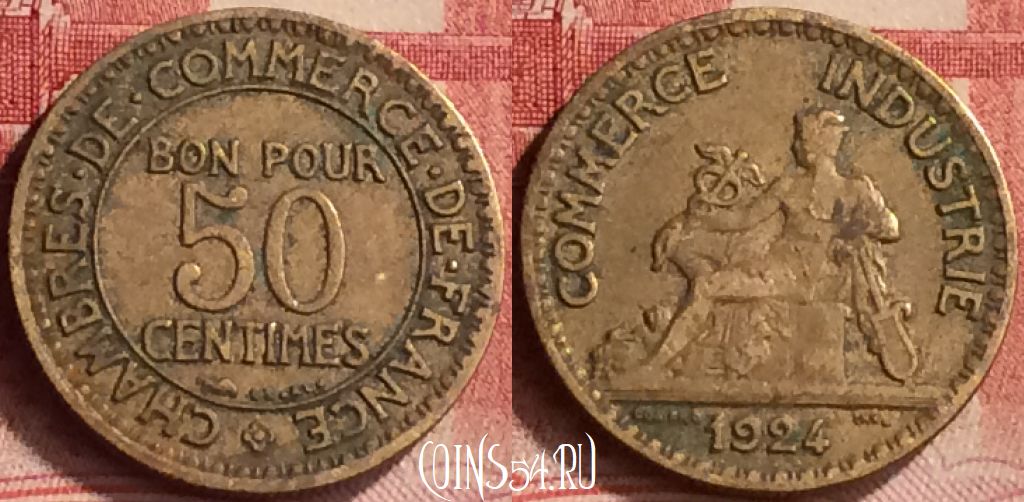 CHAMBRES · DE · COMMERCE · DE · FRANCE
BON POUR
50
CENTIMES
COMMERCE INDUSTRIE
1924
COINS54.RU